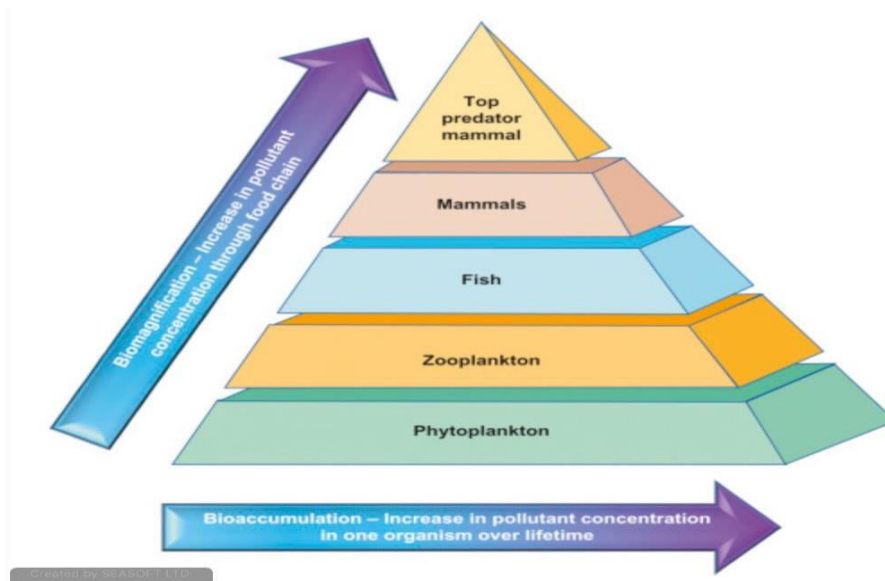 Top
predator
mammal
Mammals
Fish
Zooplankton
Phytoplankton
Biomagnification – Increase in pollutant
concentration through food chain
Bioaccumulation – Increase in pollutant concentration
in one organism over lifetime
Created by SEASOFT LTD